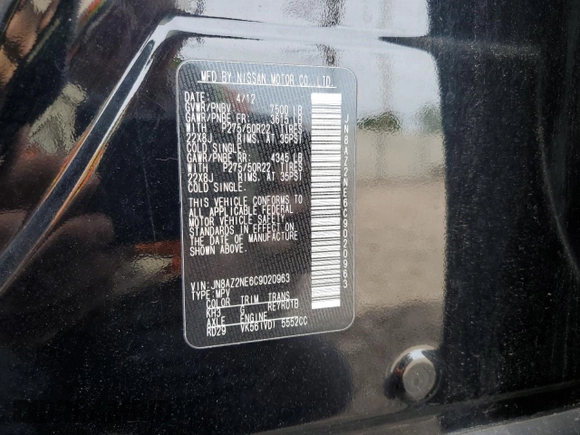 MFD BY NISSAN MOTOR CO.,LTD.
DATE: 4/12
GVWR/PNBV: 7500 LB
GAWR/PNBE FR: 3615 LB
WITH P275/50R22 TIRES
22X8J RIMS, AT 35PSI
COLD SINGLE.
GAWR/PNBE RR: 4345 LB
WITH P275/50R22 TIRES
22X8J RIMS, AT 35PSI
COLD SINGLE.
THIS VEHICLE CONFORMS TO
ALL APPLICABLE FEDERAL
MOTOR VEHICLE SAFETY
STANDARDS IN EFFECT ON
THE DATE OF MANUFACTURE
SHOWN ABOVE.
VIN: JN8AZ2NE6C9020963
TYPE: MPV
COLOR TRIM TRANS
KH3 G RE7R01B
AXLE ENGINE
RD29 VK56(VD) 5552CC
JN8AZ2NE6C9020963